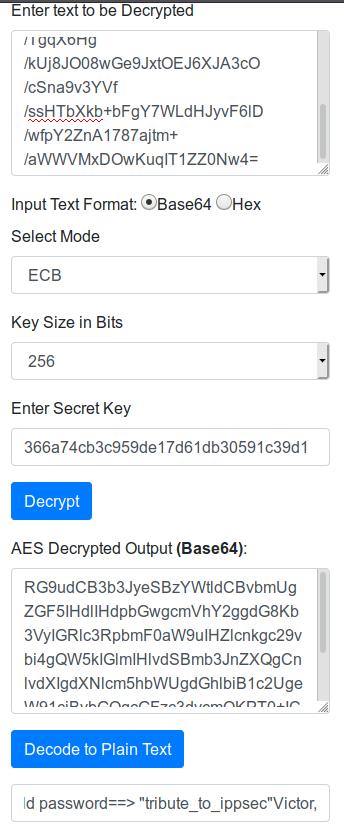 Enter text to be Decrypted
/TgqX6Hg
/kUj8JO08wGe9JxtOEJ6XJA3cO
/cSna9v3YVf
/ssHTbXkb+bFgY7WLdHJyvF6lD
/wfpY2ZnA1787ajtm+
/aWWVMxDOwKuqIT1ZZ0Nw4=
Input Text Format: Base64 Hex
Select Mode
ECB
Key Size in Bits
256
Enter Secret Key
366a74cb3c959de17d61db30591c39d1
Decrypt
AES Decrypted Output (Base64):
RG9udCB3b3JyeSBzYWtldCBvbmUg
ZGF5IHdlIHdpbGwgcmVhY2ggdG8Kb
3VyIGRlc3RpbmF0aW9uIHZlcnkgc29v
bi4gQW5kIGlmIHlvdSBmb3JnZXQgCn
lvdXIgdXNlcm5hbWUgdGhlbiB1c2Uge
Decode to Plain Text
ld password==> "tribute_to_ippsec"Victor,